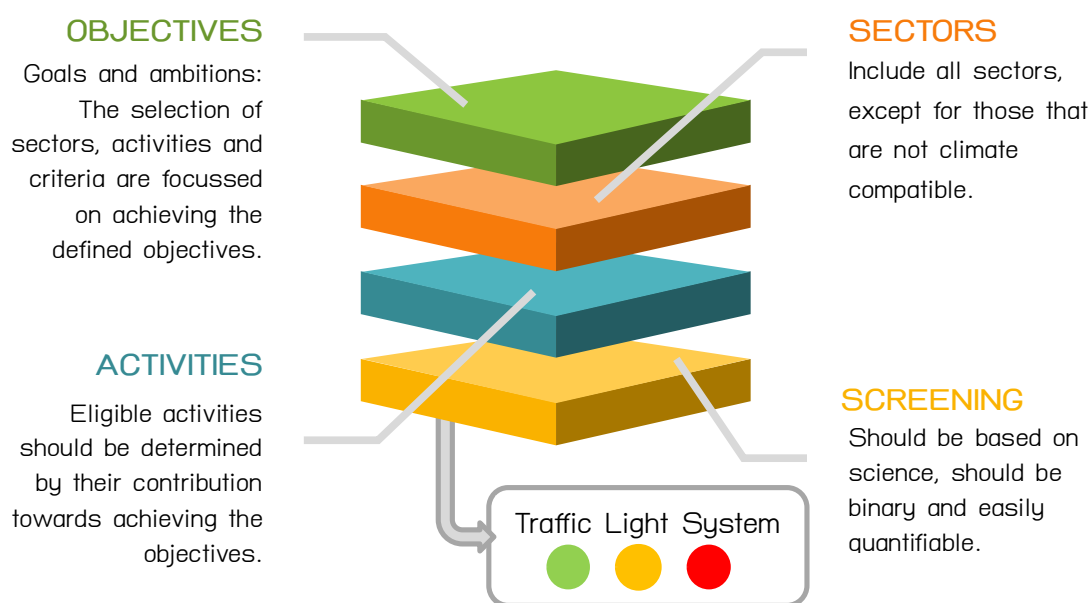 OBJECTIVES
Goals and ambitions:
The selection of
sectors, activities and
criteria are focussed
on achieving the
defined objectives.
SECTORS
Include all sectors,
except for those that
are not climate
compatible.
ACTIVITIES
Eligible activities
should be determined
by their contribution
towards achieving the
objectives.
SCREENING
Should be based on
science, should be
binary and easily
quantifiable.
Traffic Light System